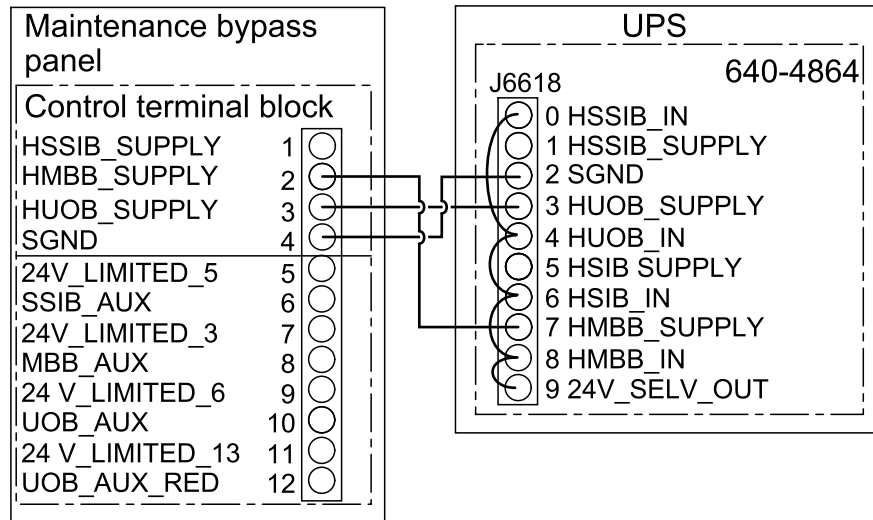 Maintenance bypass
panel
Control terminal block
HSSIB_SUPPLY 1
HMBB_SUPPLY 2
HUOB_SUPPLY 3
SGND 4
24V_LIMITED_5 5
SSIB_AUX 6
24V_LIMITED_3 7
MBB_AUX 8
24 V_LIMITED_6 9
UOB_AUX 10
24 V_LIMITED_13 11
UOB_AUX_RED 12
UPS
640-4864
J6618
0 HSSIB_IN
1 HSSIB_SUPPLY
2 SGND
3 HUOB_SUPPLY
4 HUOB_IN
5 HSIB SUPPLY
6 HSIB_IN
7 HMBB_SUPPLY
8 HMBB_IN
9 24V_SELV_OUT